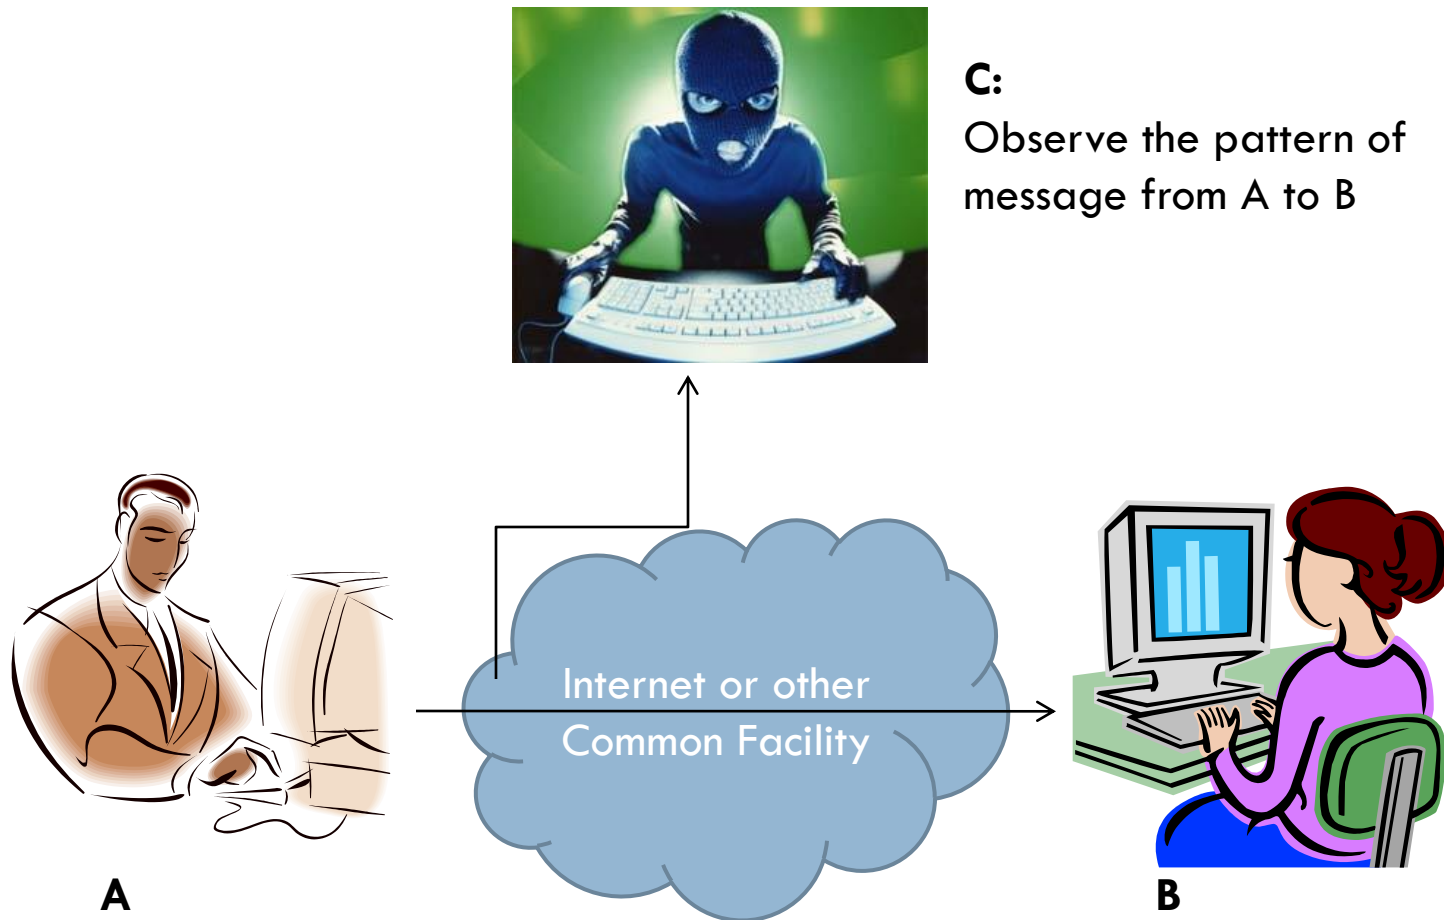 C:
Observe the pattern of
message from A to B
Internet or other
Common Facility
A
B